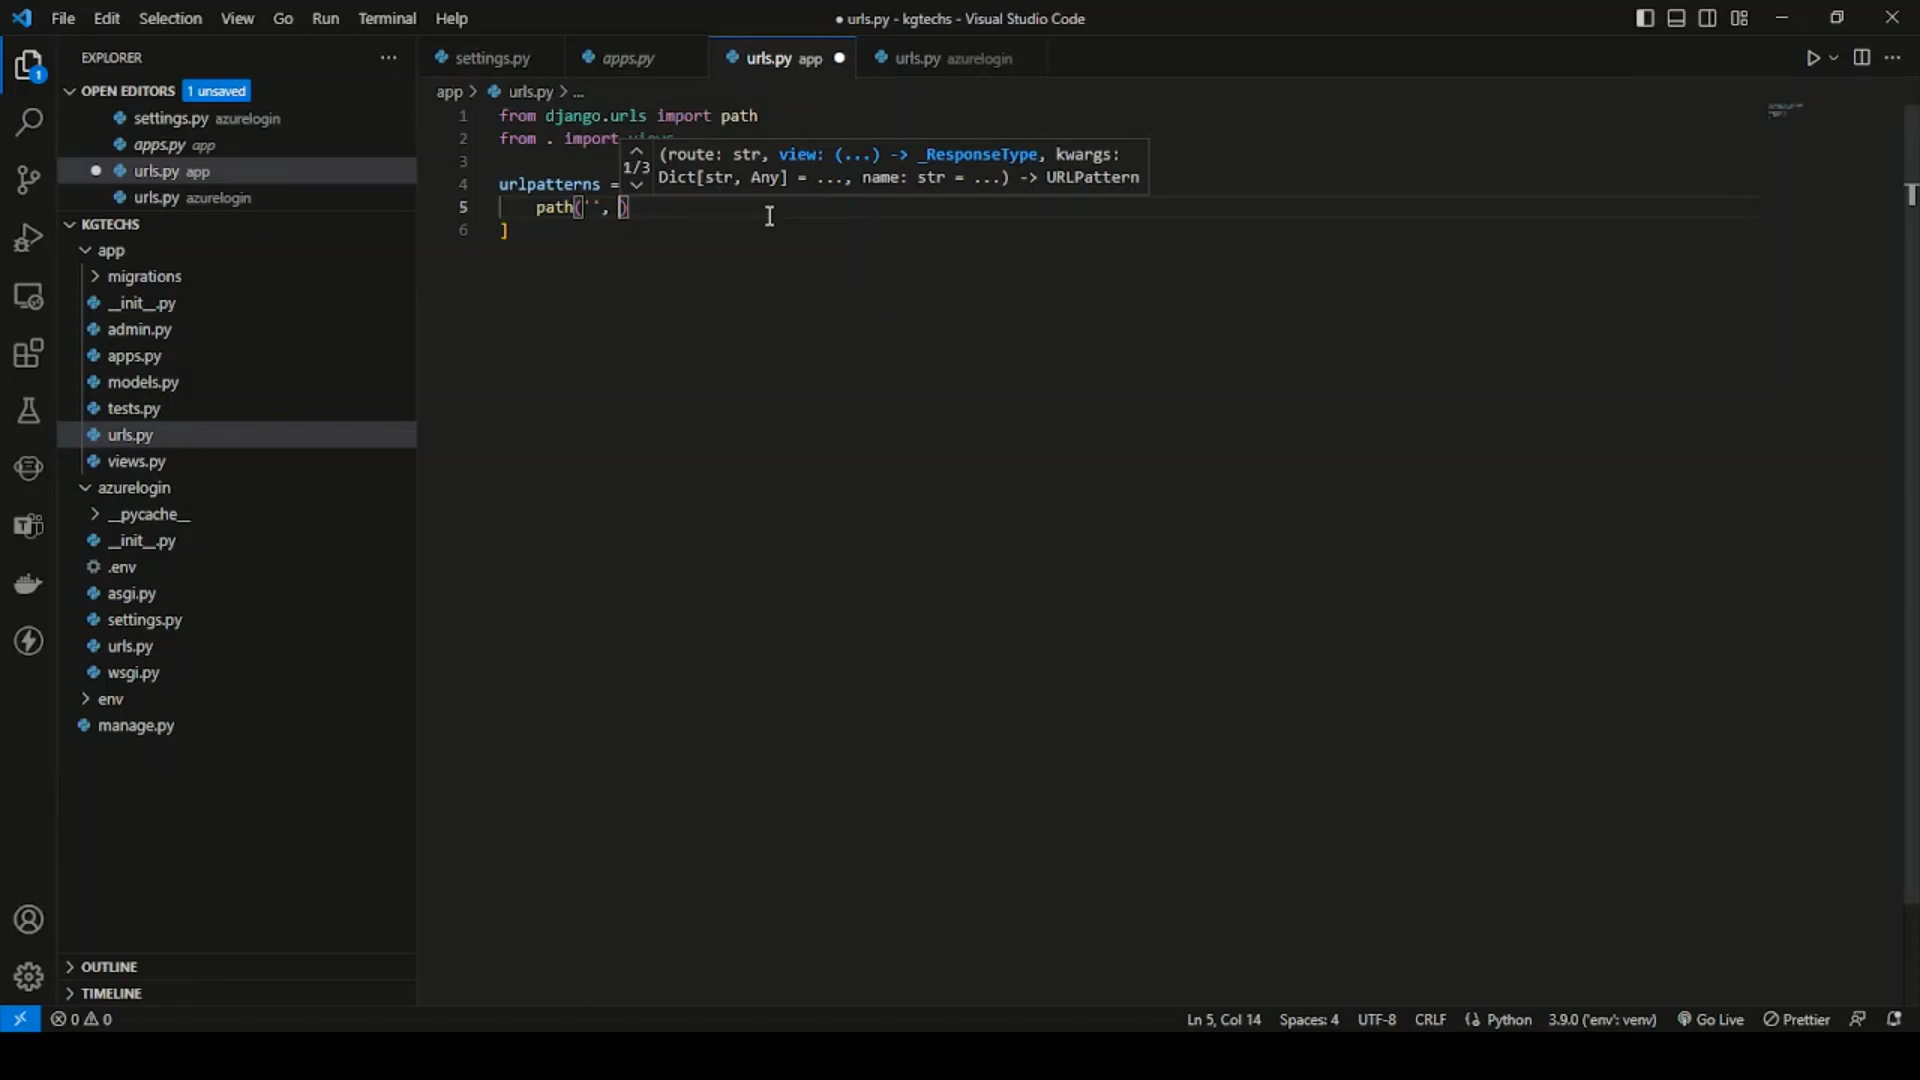 File Edit Selection View Go Run Terminal Help
● urls.py - kgtechs - Visual Studio Code
EXPLORER
OPEN EDITORS 1 unsaved
settings.py azurelogin
apps.py app
urls.py app
urls.py azurelogin
KGTECHS
app
migrations
__init__.py
admin.py
apps.py
models.py
tests.py
urls.py
views.py
azurelogin
__pycache__
__init__.py
.env
asgi.py
settings.py
urls.py
wsgi.py
env
manage.py
OUTLINE
TIMELINE
1
settings.py apps.py urls.py app urls.py azurelogin
app > urls.py > ...
1 from django.urls import path
2 from . import views
3
4 urlpatterns =
5 path('', )
6 ]
1/3
(route: str, view: (...) -> _ResponseType, kwargs:
Dict[str, Any] = ..., name: str = ...) -> URLPattern
0 0
Ln 5, Col 14 Spaces: 4 UTF-8 CRLF Python 3.9.0 ('env': venv) Go Live Prettier